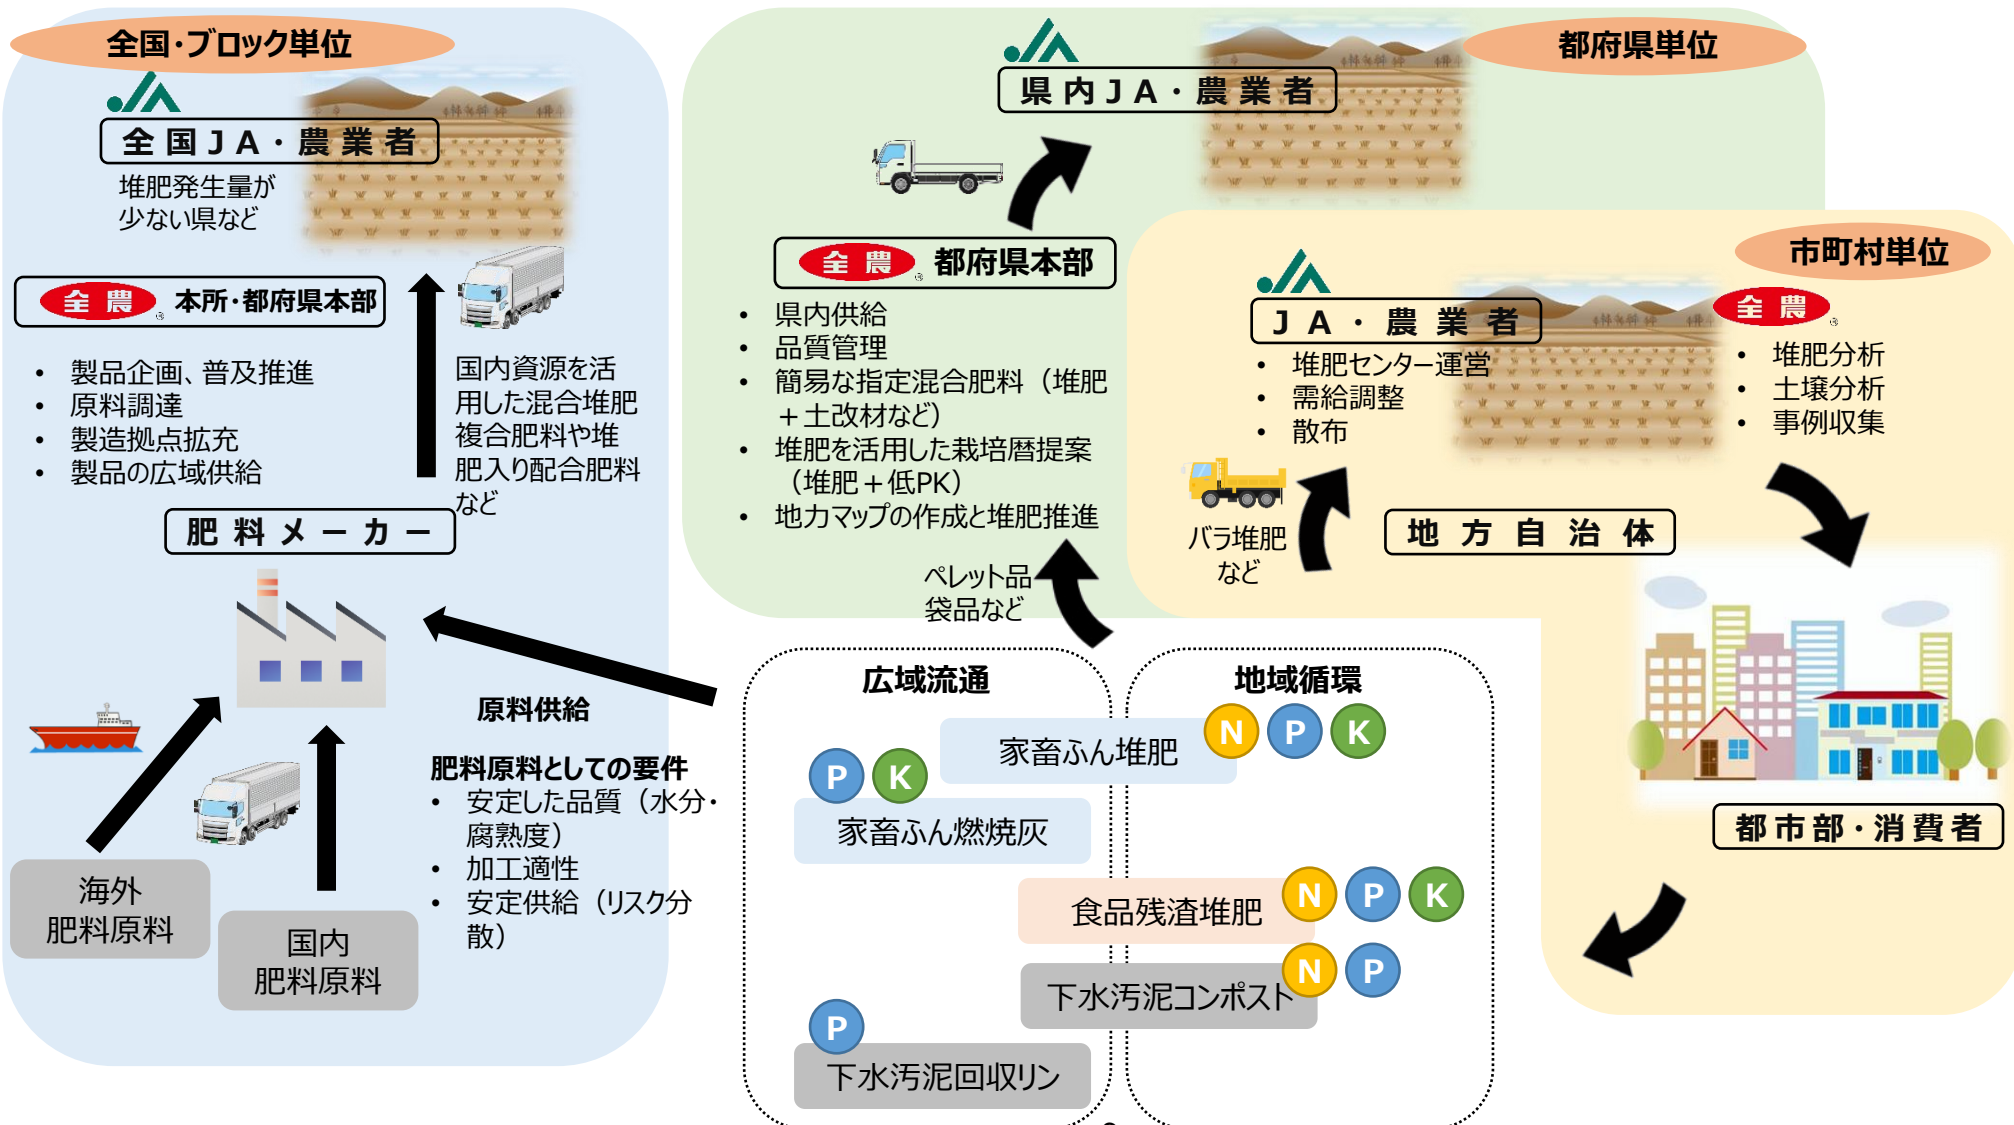 全国・ブロック単位
全国JA・農業者
堆肥発生量が
少ない県など
全農® 本所・都府県本部
• 製品企画、普及推進
• 原料調達
• 製造拠点拡充
• 製品の広域供給
国内資源を活
用した混合堆肥
複合肥料や堆
肥入り配合肥料
など
肥料メーカー
原料供給
肥料原料としての要件
• 安定した品質（水分・
腐熟度）
• 加工適性
• 安定供給（リスク分
散）
海外
肥料原料
国内
肥料原料
都府県単位
県内JA・農業者
全農® 都府県本部
• 県内供給
• 品質管理
• 簡易な指定混合肥料（堆肥
＋土改材など）
• 堆肥を活用した栽培暦提案
（堆肥＋低PK）
• 地力マップの作成と堆肥推進
ペレット品
袋品など
市町村単位
JA・農業者
• 堆肥センター運営
• 需給調整
• 散布
全農®
• 堆肥分析
• 土壌分析
• 事例収集
バラ堆肥
など
地方自治体
都市部・消費者
広域流通
地域循環
家畜ふん堆肥
N P K
P K
家畜ふん燃焼灰
食品残渣堆肥
N P K
下水汚泥コンポスト
N P
P
下水汚泥回収リン